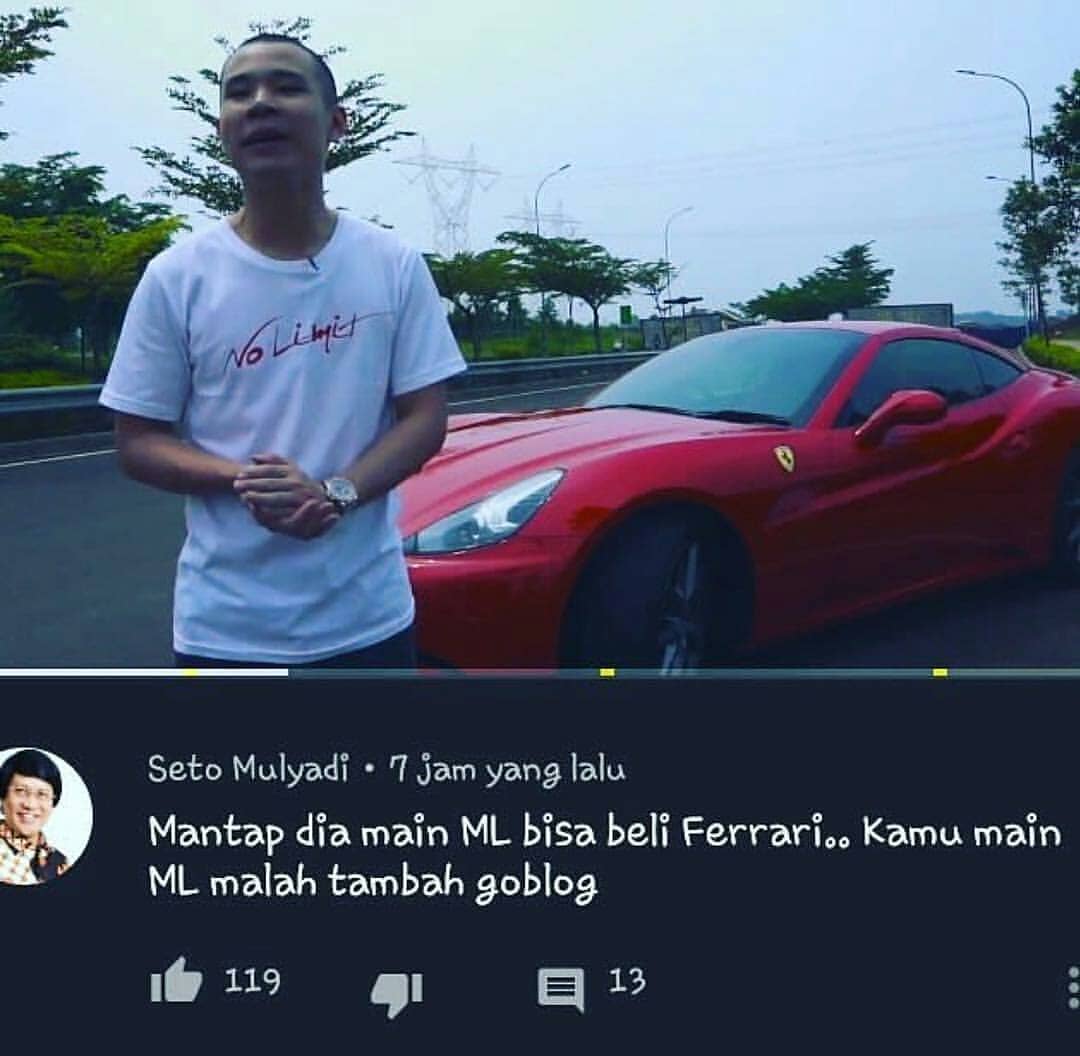 No Limit
Seto Mulyadi • 7 jam yang lalu
Mantap dia main ML bisa beli Ferrari.. Kamu main
ML malah tambah goblog
119
13